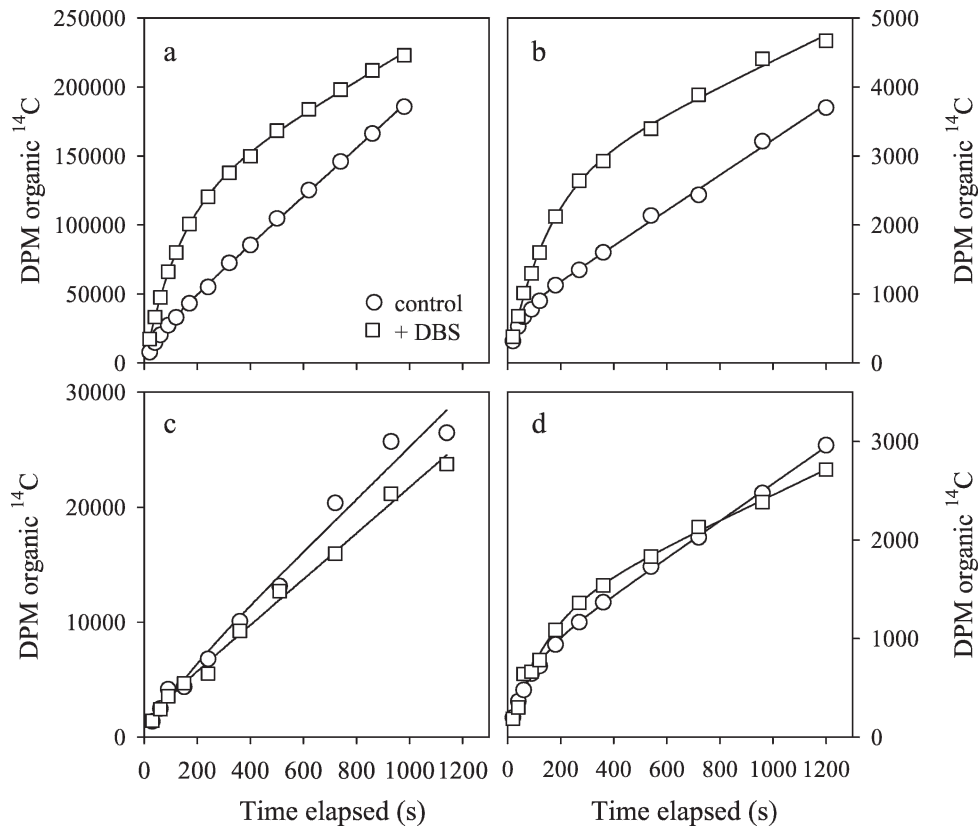 250000
200000
150000
100000
50000
0
DPM organic ¹⁴C
a
control
+ DBS
b
5000
4000
3000
2000
1000
0
DPM organic ¹⁴C
30000
20000
10000
0
DPM organic ¹⁴C
c
0 200 400 600 800 1000 1200
Time elapsed (s)
d
3000
2000
1000
0
DPM organic ¹⁴C
0 200 400 600 800 1000 1200
Time elapsed (s)